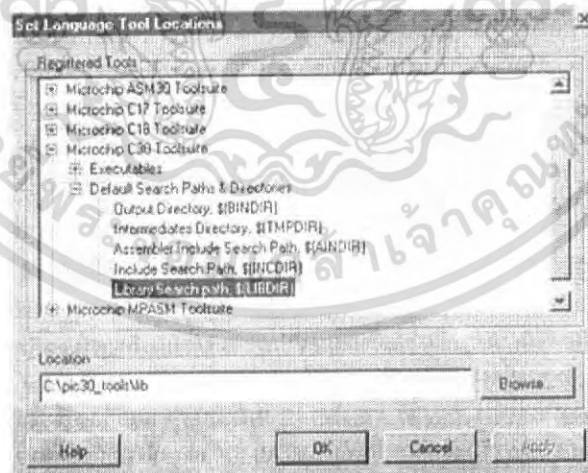 Set Language Tool Locations
Registered Tools
Microchip ASM30 Toolsuite
Microchip C17 Toolsuite
Microchip C18 Toolsuite
Microchip C30 Toolsuite
Executables
Default Search Paths & Directories
Output Directory, $(BINDIR)
Intermediates Directory, $(TMPDIR)
Assembler Include Search Path, $(AINDIR)
Include Search Path, $(INCDIR)
Library Search path, $(LIBDIR)
Microchip MPASM Toolsuite
Location
C:\pic30_tools\lib
Browse...
Help
OK
Cancel
Apply